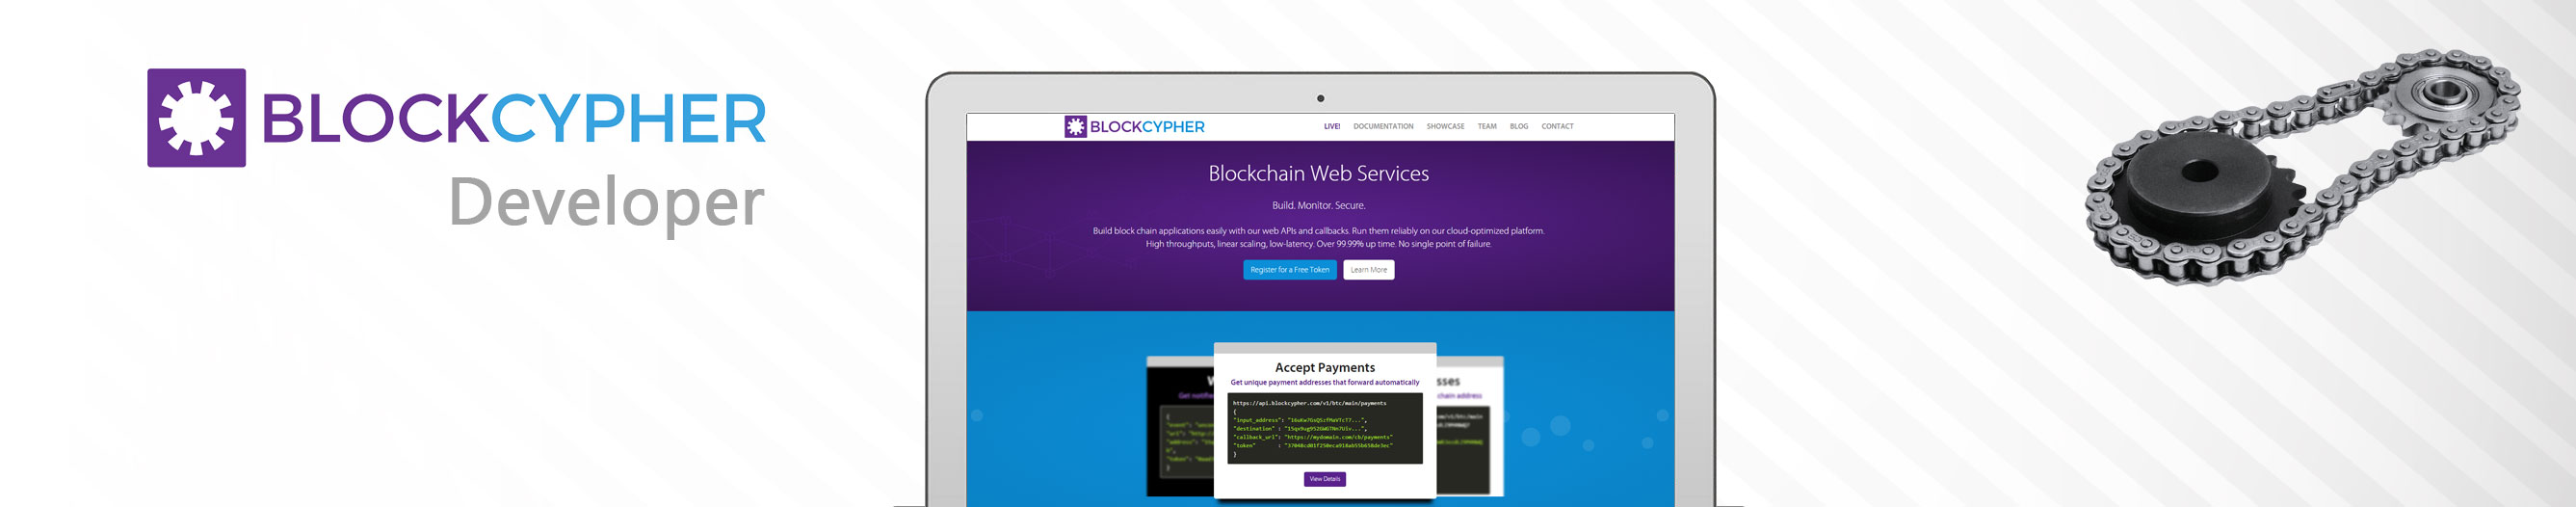 BLOCKCYPHER
Developer
BLOCKCYPHER
LIVE! DOCUMENTATION SHOWCASE TEAM BLOG CONTACT
Blockchain Web Services
Build. Monitor. Secure.
Build block chain applications easily with our web APIs and callbacks. Run them reliably on our cloud-optimized platform.
High throughputs, linear scaling, low-latency. Over 99.99% up time. No single point of failure.
Register for a Free Token Learn More
Accept Payments
Get unique payment addresses that forward automatically
https://api.blockcypher.com/v1/btc/main/payments
{
"input_address":
"destination" :
"callback_url": "https://mydomain.com/cb/payments"
"token" :
}
View Details
sses
chain address